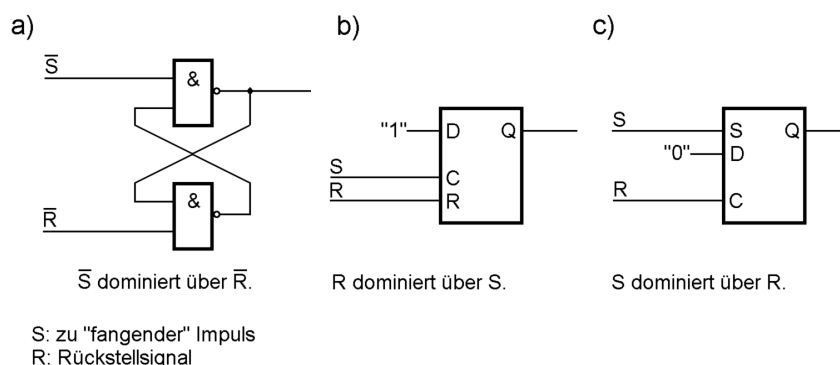 a)
S̅
&
&
R̅
S̅ dominiert über R̅.
b)
"1"
D
Q
S
C
R
R
R dominiert über S.
c)
S
S
Q
"0"
D
R
C
S dominiert über R.
S: zu "fangender" Impuls
R: Rückstellsignal